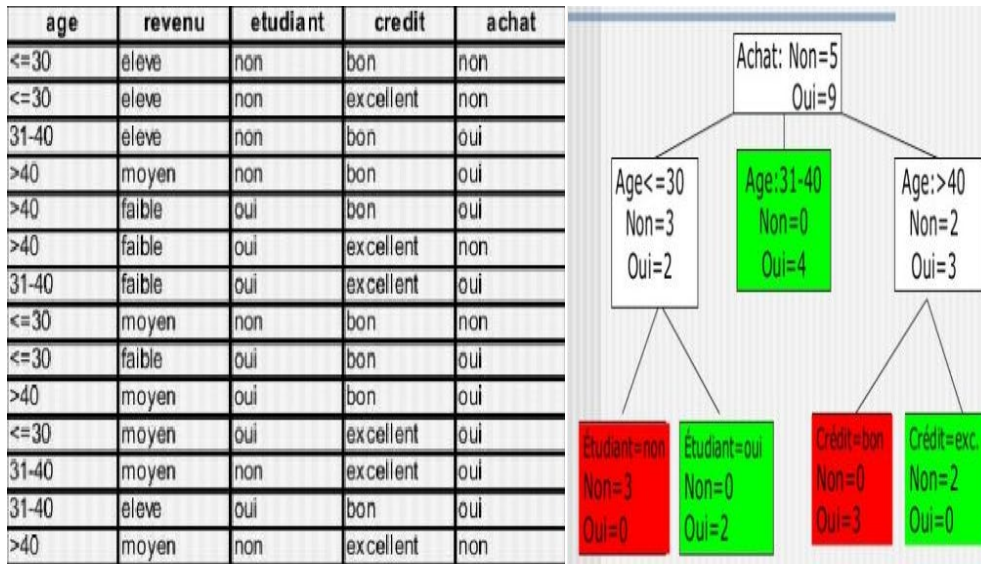 age revenu etudiant credit achat
<=30 eleve non bon non
<=30 eleve non excellent non
31-40 eleve non bon oui
>40 moyen non bon oui
>40 faible oui bon oui
>40 faible oui excellent non
31-40 faible oui excellent oui
<=30 moyen non bon non
<=30 faible oui bon oui
>40 moyen oui bon oui
<=30 moyen oui excellent oui
31-40 moyen non excellent oui
31-40 eleve oui bon oui
>40 moyen non excellent non
Achat: Non=5
Oui=9
Age<=30
Non=3
Oui=2
Age:31-40
Non=0
Oui=4
Age:>40
Non=2
Oui=3
Étudiant=non
Non=3
Oui=0
Étudiant=oui
Non=0
Oui=2
Crédit=bon
Non=0
Oui=3
Crédit=exc.
Non=2
Oui=0